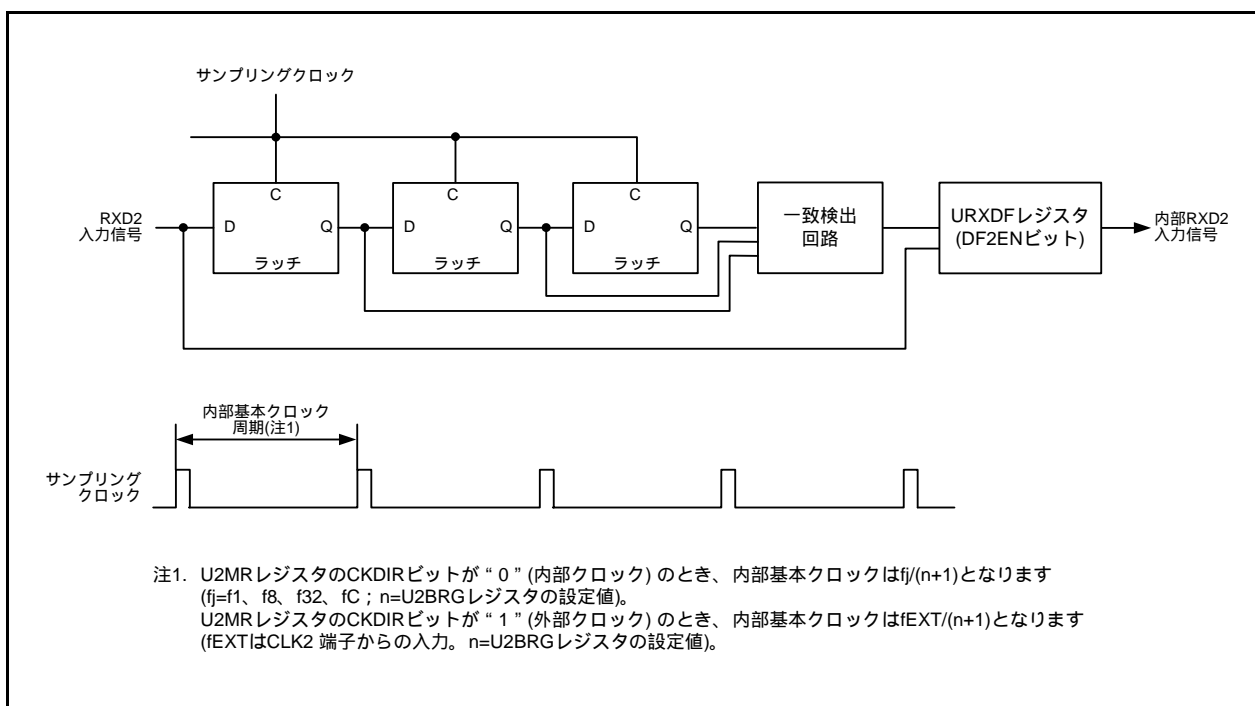 サンプリングクロック
C
C
C
RXD2
入力信号
D
Q
D
Q
D
Q
ラッチ
ラッチ
ラッチ
一致検出
回路
URXDFレジスタ
(DF2ENビット)
内部RXD2
入力信号
内部基本クロック
周期(注1)
サンプリング
クロック
注1. U2MRレジスタのCKDIRビットが“0”(内部クロック) のとき、内部基本クロックはfj/(n+1)となります
(fj=f1、f8、f32、fC ; n=U2BRGレジスタの設定値)。
U2MRレジスタのCKDIRビットが“1”(外部クロック) のとき、内部基本クロックはfEXT/(n+1)となります
(fEXTはCLK2 端子からの入力。n=U2BRGレジスタの設定値)。